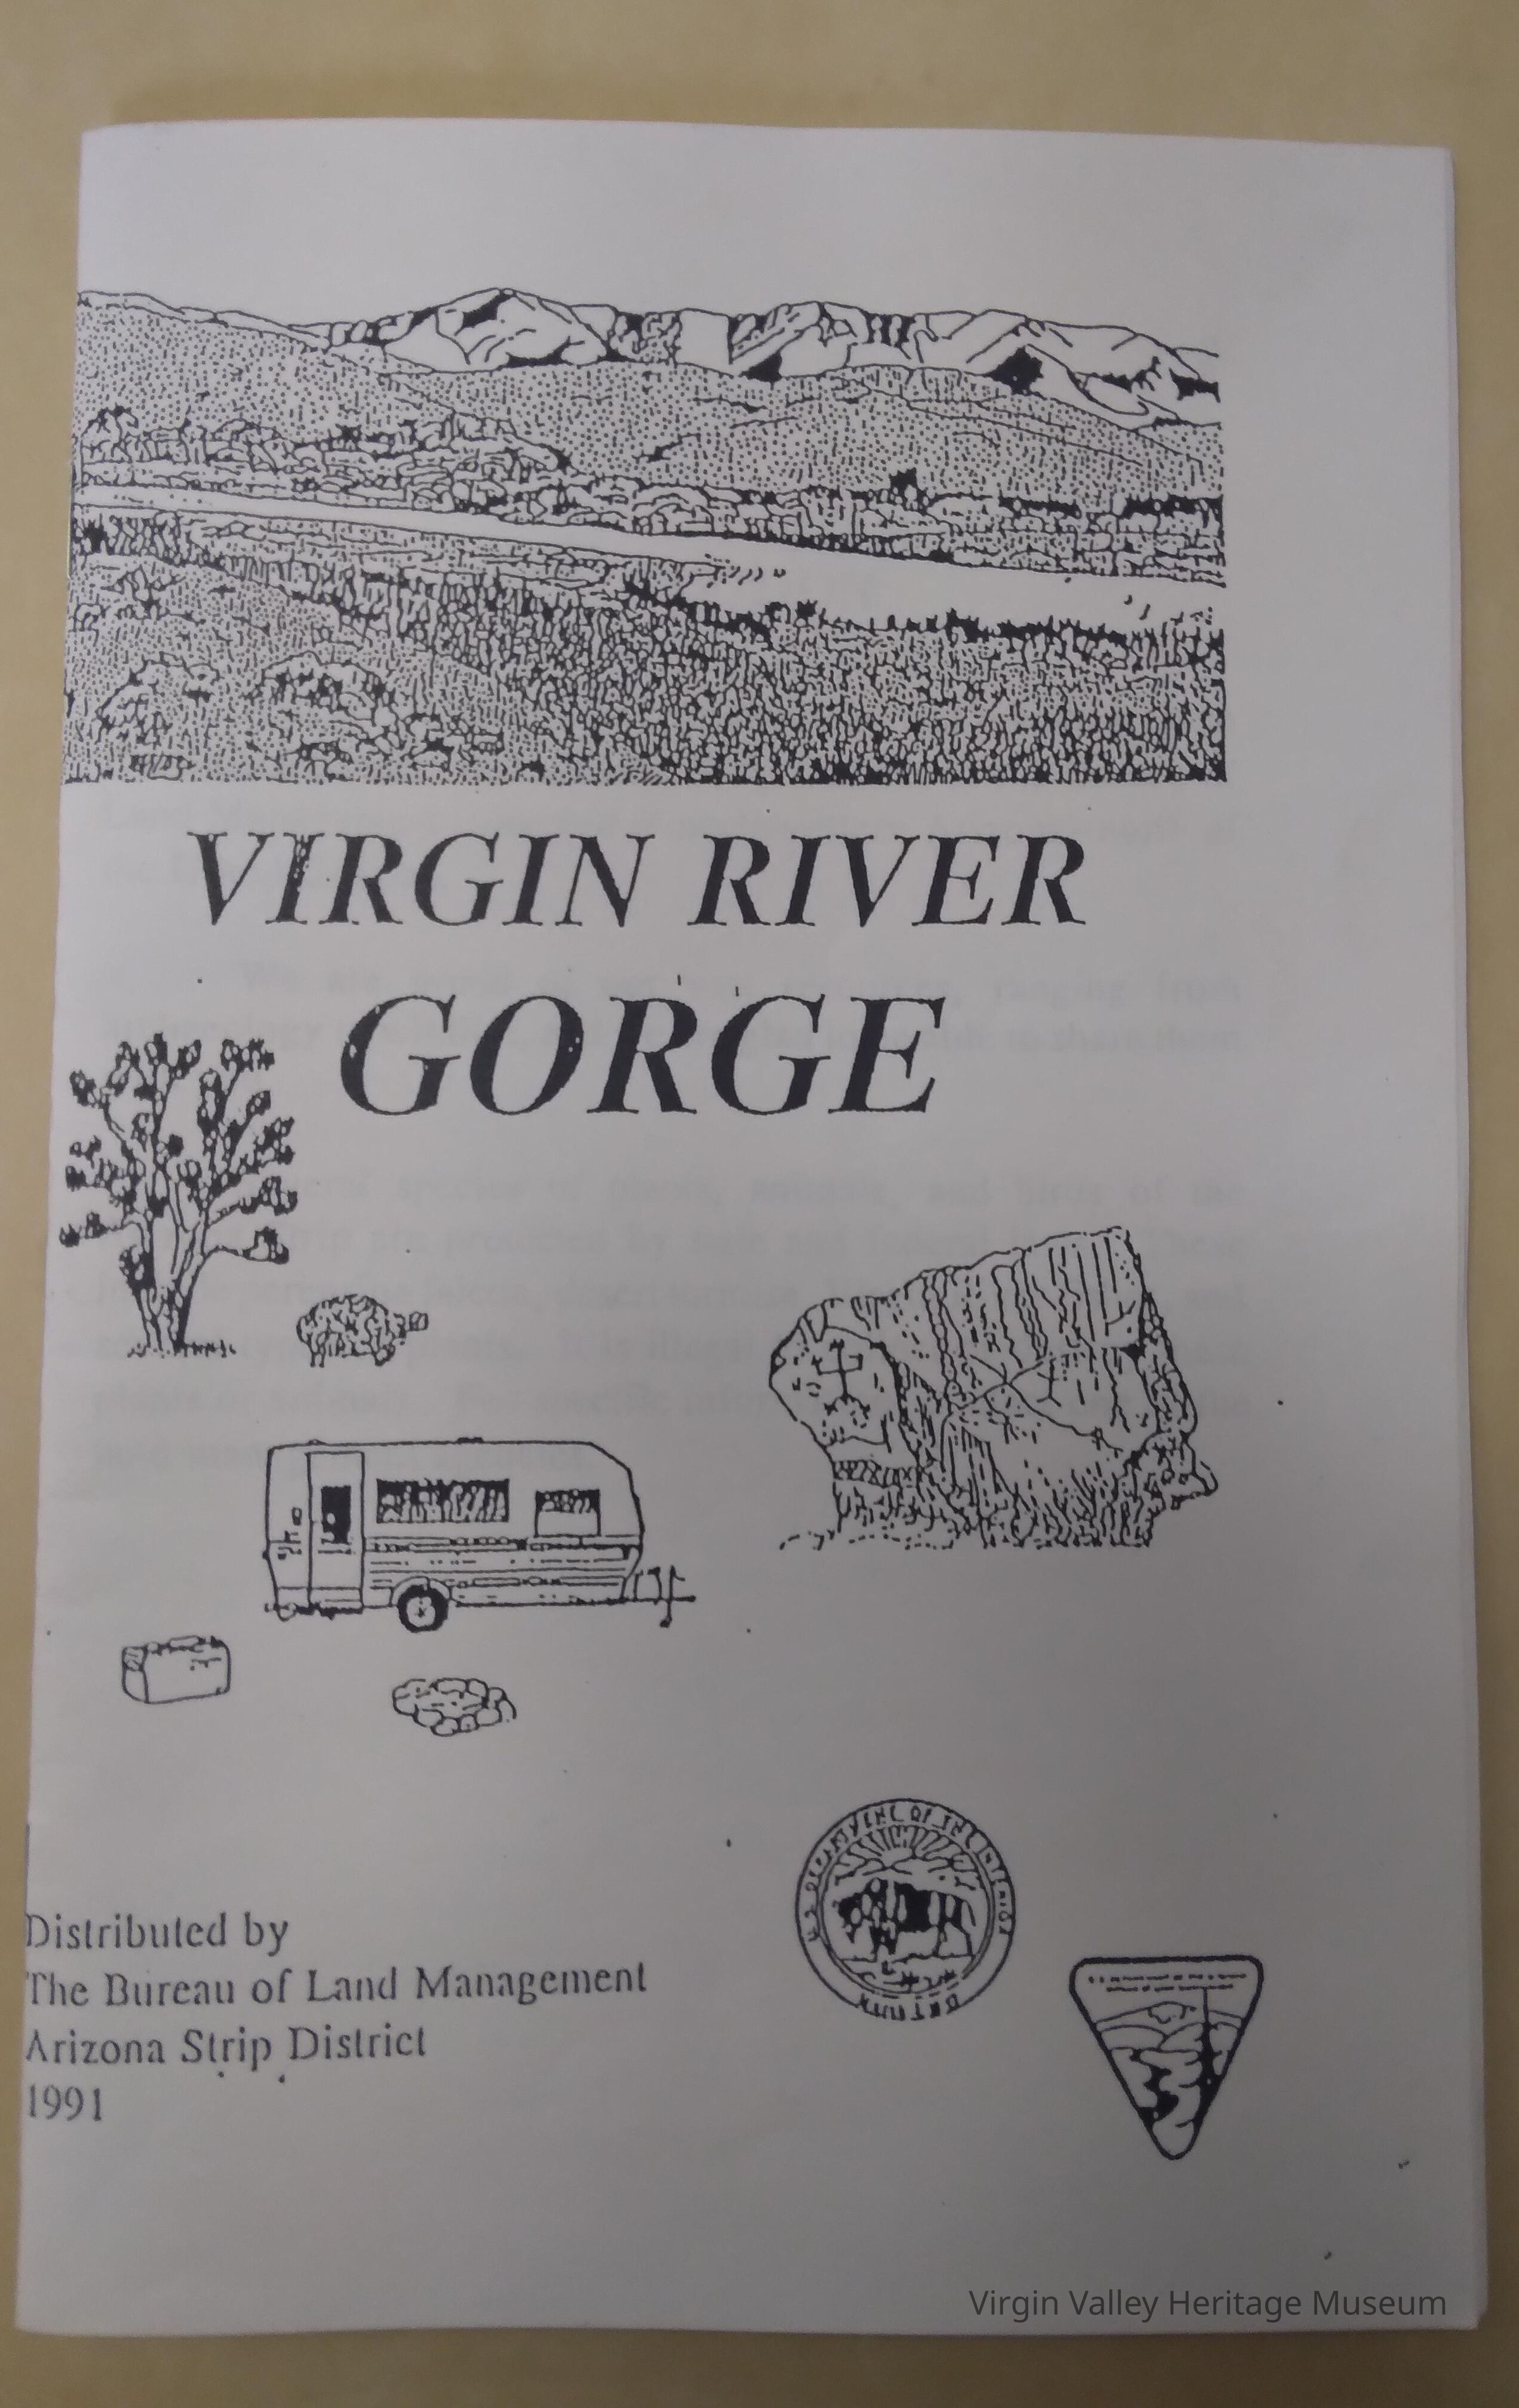 VIRGIN RIVER
GORGE
Distributed by
The Bureau of Land Management
Arizona Strip District
1991
Virgin Valley Heritage Museum